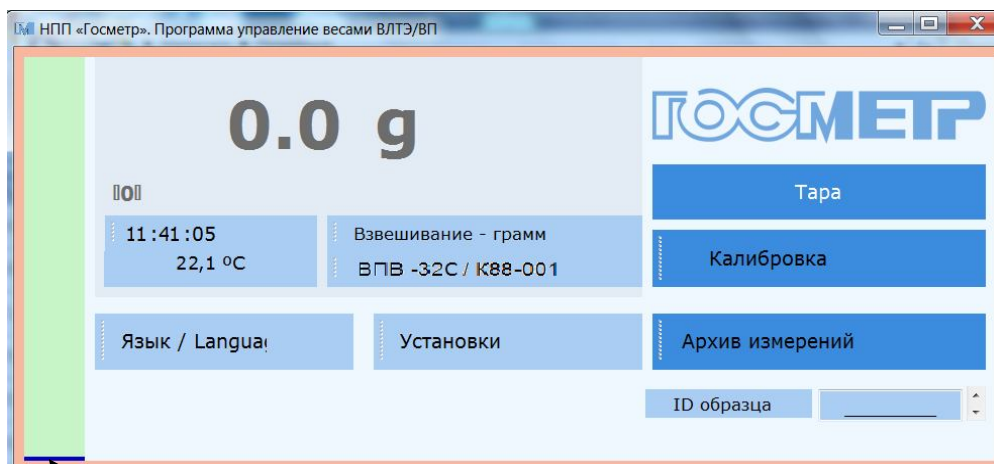 НПП «Госметр». Программа управление весами ВЛТЭ/ВП
0.0 g
ГОСМЕТР
Тара
11:41:05
22,1 ºC
Взвешивание - грамм
ВПВ -32С / К88-001
Калибровка
Язык / Langua
Установки
Архив измерений
ID образца